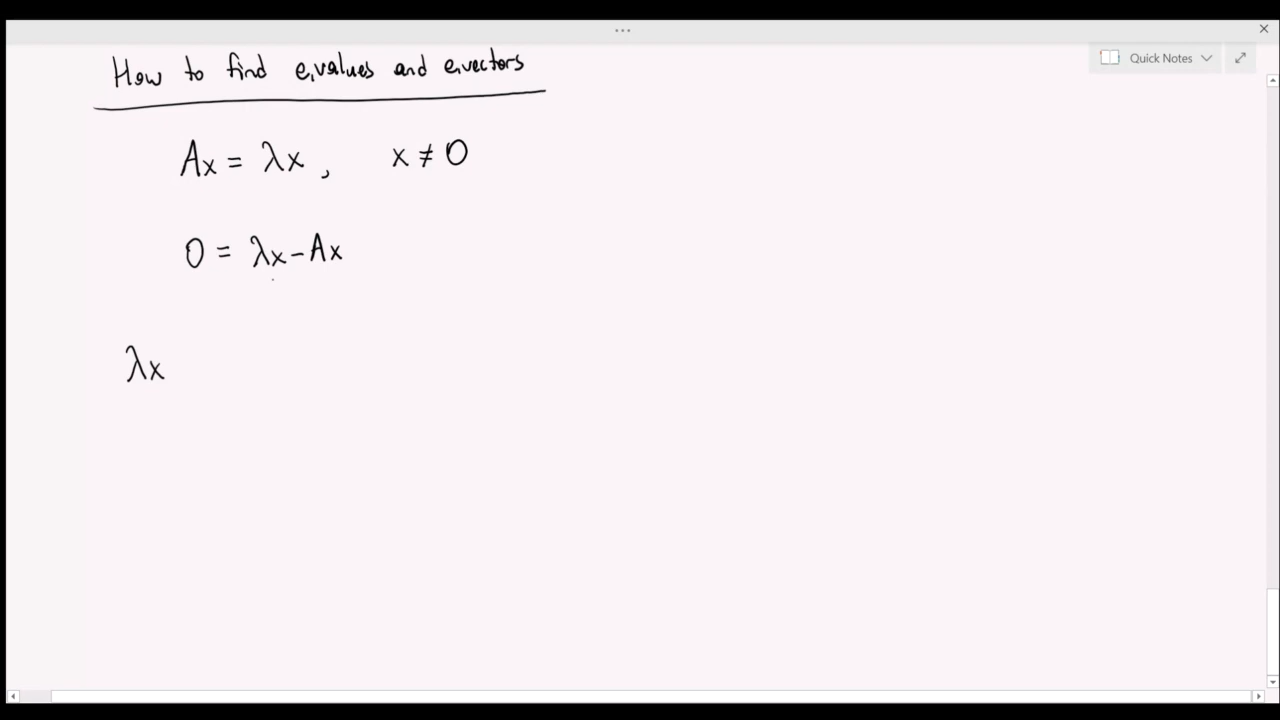 Quick Notes
How to find e.values and e.vectors
Ax = λx , x ≠ 0
0 = λx - Ax
λx